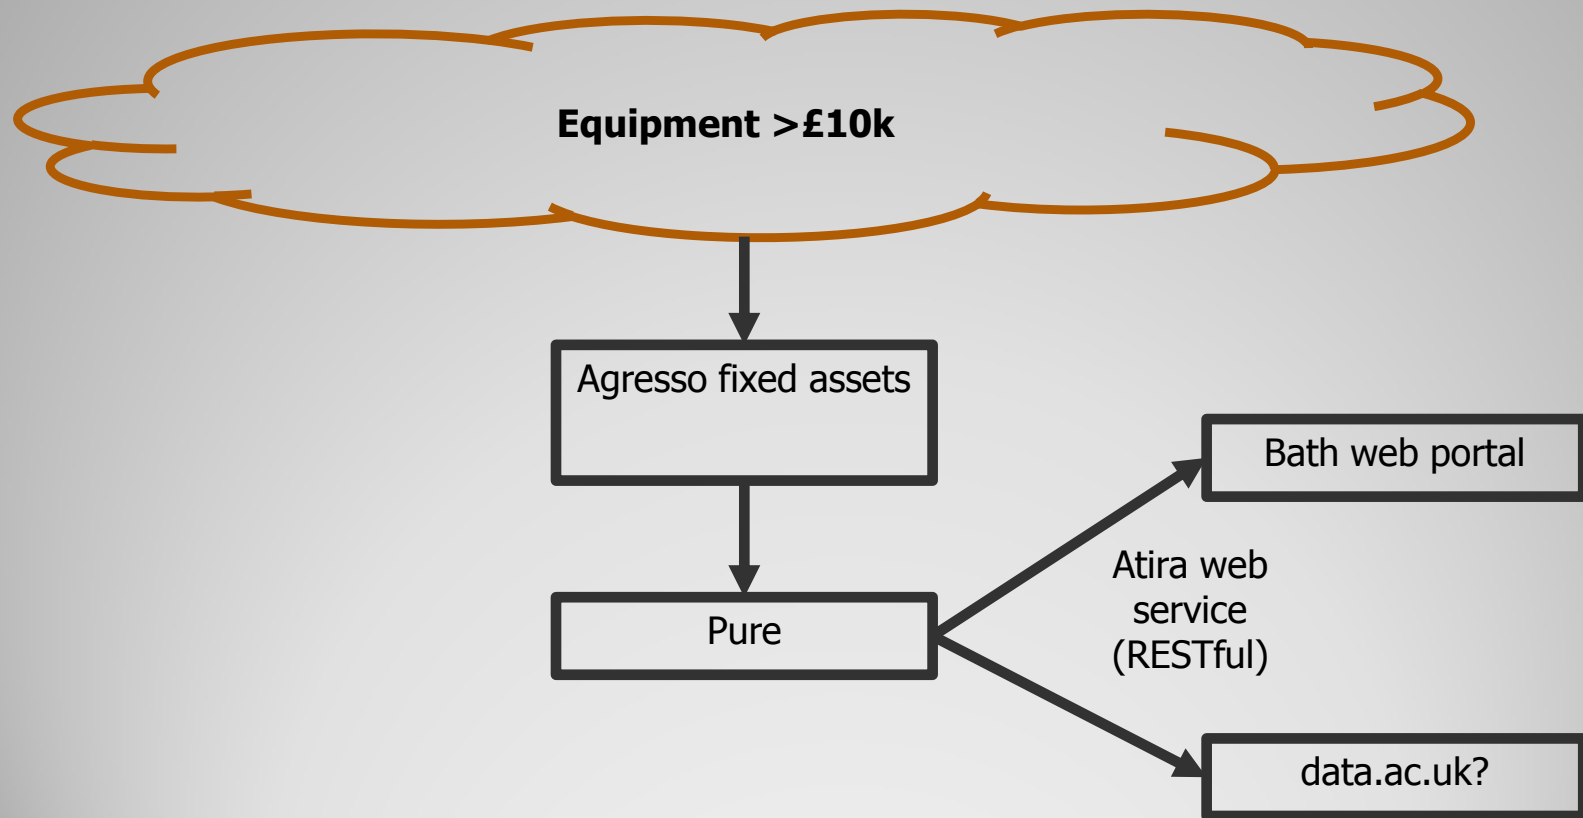 Equipment >£10k
Agresso fixed assets
Pure
Bath web portal
Atira web
service
(RESTful)
data.ac.uk?